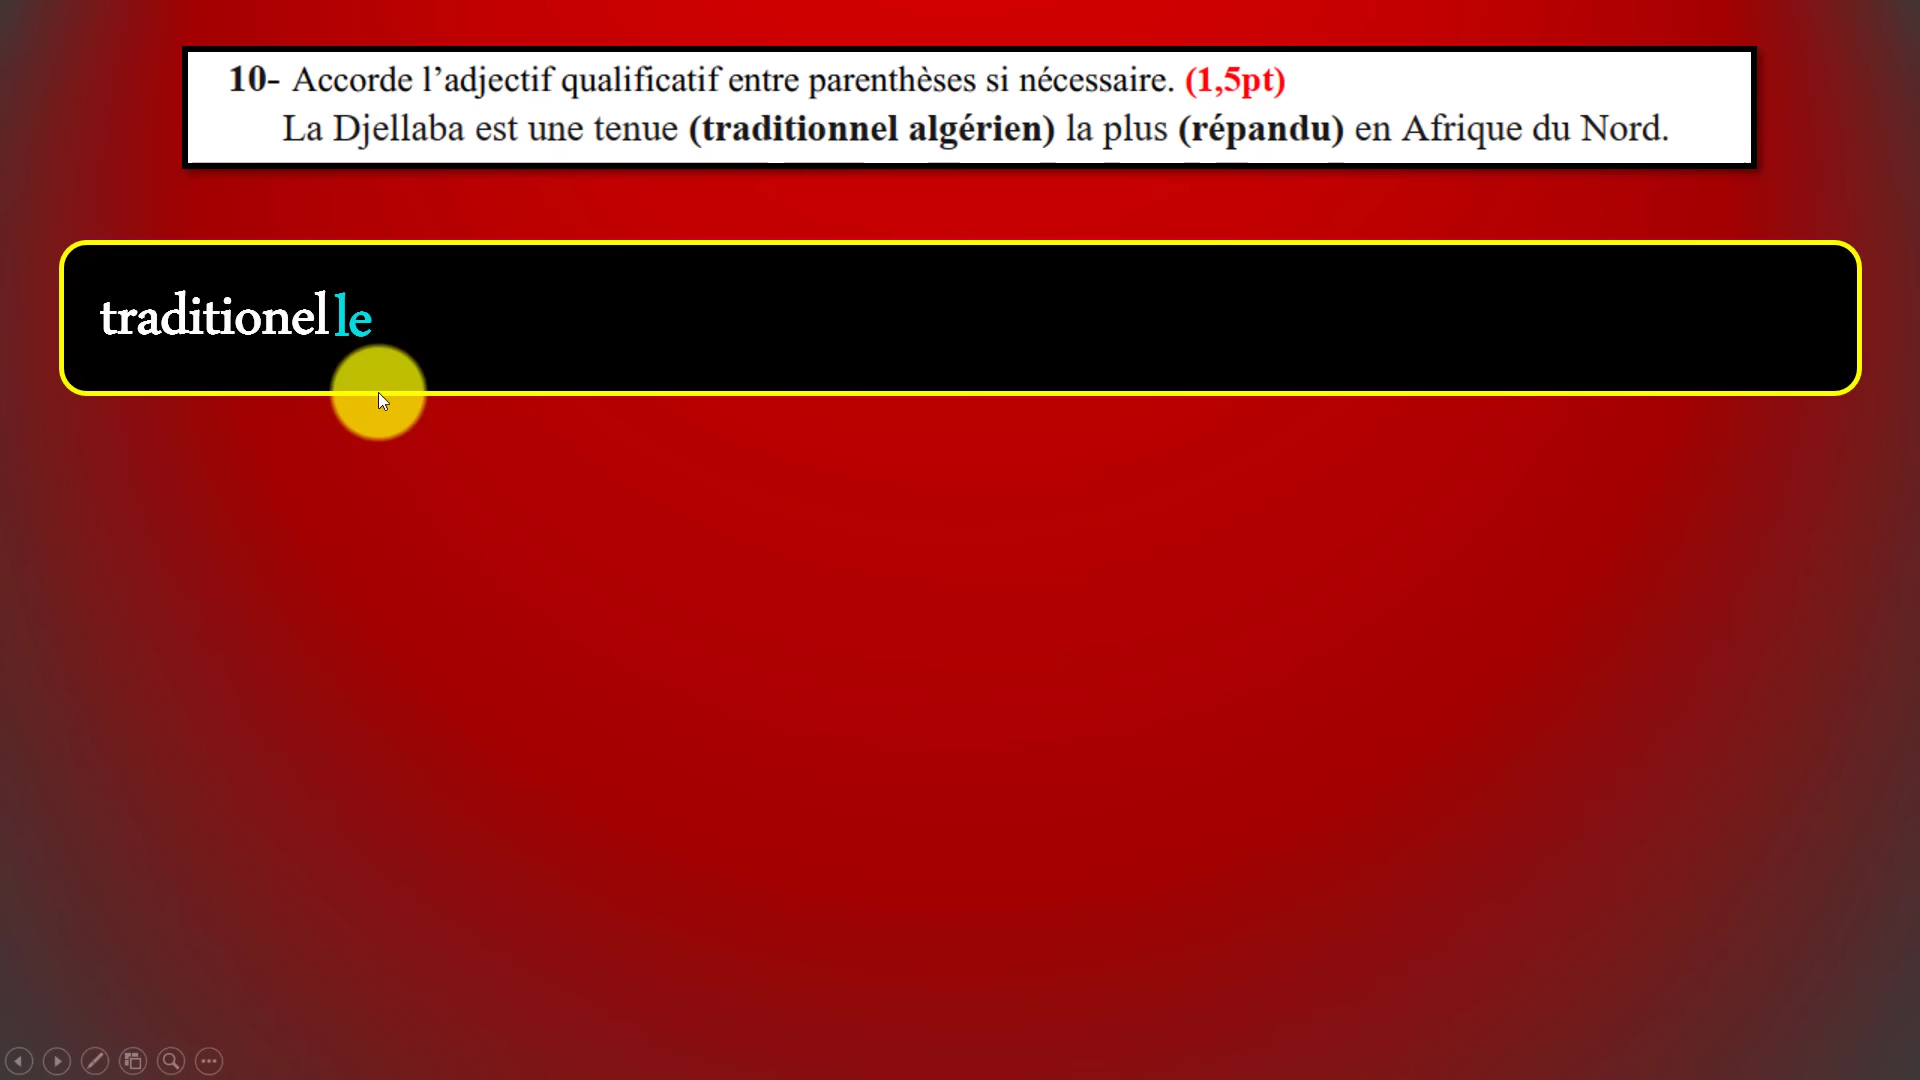 10- Accorde l’adjectif qualificatif entre parenthèses si nécessaire. (1,5pt)
La Djellaba est une tenue (traditionnel algérien) la plus (répandu) en Afrique du Nord.
traditionelle